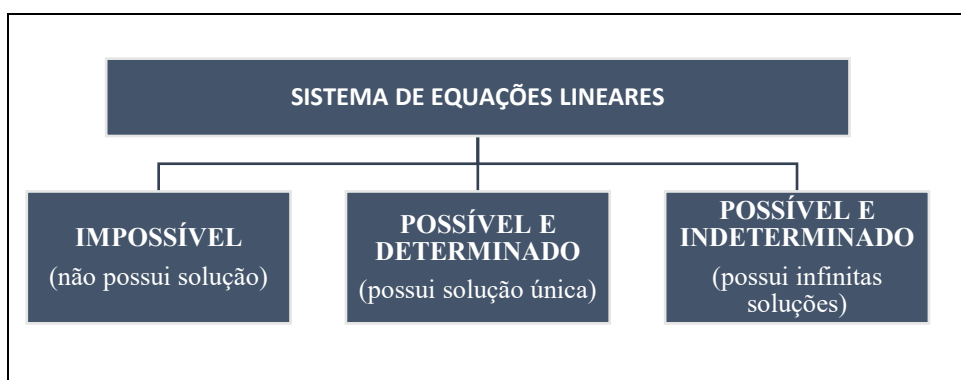 SISTEMA DE EQUAÇÕES LINEARES
IMPOSSÍVEL
(não possui solução)
POSSÍVEL E
DETERMINADO
(possui solução única)
POSSÍVEL E
INDETERMINADO
(possui infinitas
soluções)